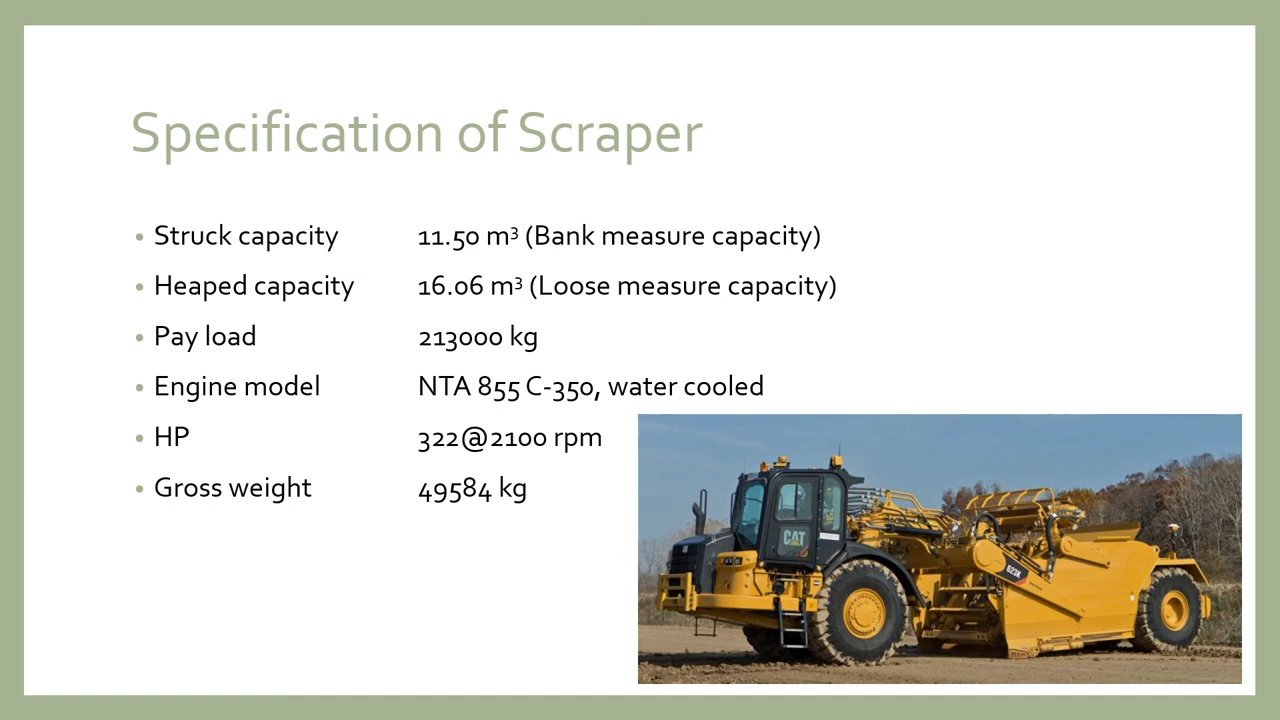 Specification of Scraper
• Struck capacity 11.50 m³ (Bank measure capacity)
• Heaped capacity 16.06 m³ (Loose measure capacity)
• Pay load 213000 kg
• Engine model NTA 855 C-350, water cooled
• HP 322@2100 rpm
• Gross weight 49584 kg
CAT
623K